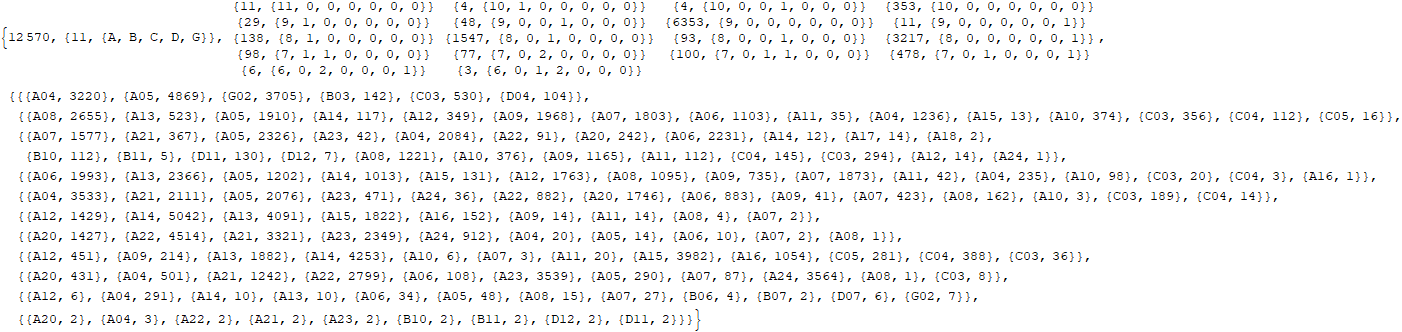 {11, {11, 0, 0, 0, 0, 0, 0, 0}} {4, {10, 1, 0, 0, 0, 0, 0, 0}} {4, {10, 0, 0, 1, 0, 0, 0, 0}} {353, {10, 0, 0, 0, 0, 0, 0, 0}}
{29, {9, 1, 0, 0, 0, 0, 0, 0}} {48, {9, 0, 0, 1, 0, 0, 0, 0}} {6353, {9, 0, 0, 0, 0, 0, 0, 0}} {11, {9, 0, 0, 0, 0, 0, 0, 1}}
{12570, {11, {A, B, C, D, G}}, {138, {8, 1, 0, 0, 0, 0, 0, 0}} {1547, {8, 0, 1, 0, 0, 0, 0, 0}} {93, {8, 0, 0, 1, 0, 0, 0, 0}} {3217, {8, 0, 0, 0, 0, 0, 0, 1}} ,
{98, {7, 1, 1, 0, 0, 0, 0, 0}} {77, {7, 0, 2, 0, 0, 0, 0, 0}} {100, {7, 0, 1, 1, 0, 0, 0, 0}} {478, {7, 0, 1, 0, 0, 0, 0, 1}}
{6, {6, 0, 2, 0, 0, 0, 0, 1}} {3, {6, 0, 1, 2, 0, 0, 0, 0}}
{{{A04, 3220}, {A05, 4869}, {G02, 3705}, {B03, 142}, {C03, 530}, {D04, 104}},
{{A08, 2655}, {A13, 523}, {A05, 1910}, {A14, 117}, {A12, 349}, {A09, 1968}, {A07, 1803}, {A06, 1103}, {A11, 35}, {A04, 1236}, {A15, 13}, {A10, 374}, {C03, 356}, {C04, 112}, {C05, 16}},
{{A07, 1577}, {A21, 367}, {A05, 2326}, {A23, 42}, {A04, 2084}, {A22, 91}, {A20, 242}, {A06, 2231}, {A14, 12}, {A17, 14}, {A18, 2},
{B10, 112}, {B11, 5}, {D11, 130}, {D12, 7}, {A08, 1221}, {A10, 376}, {A09, 1165}, {A11, 112}, {C04, 145}, {C03, 294}, {A12, 14}, {A24, 1}},
{{A06, 1993}, {A13, 2366}, {A05, 1202}, {A14, 1013}, {A15, 131}, {A12, 1763}, {A08, 1095}, {A09, 735}, {A07, 1873}, {A11, 42}, {A04, 235}, {A10, 98}, {C03, 20}, {C04, 3}, {A16, 1}},
{{A04, 3533}, {A21, 2111}, {A05, 2076}, {A23, 471}, {A24, 36}, {A22, 882}, {A20, 1746}, {A06, 883}, {A09, 41}, {A07, 423}, {A08, 162}, {A10, 3}, {C03, 189}, {C04, 14}},
{{A12, 1429}, {A14, 5042}, {A13, 4091}, {A15, 1822}, {A16, 152}, {A09, 14}, {A11, 14}, {A08, 4}, {A07, 2}},
{{A20, 1427}, {A22, 4514}, {A21, 3321}, {A23, 2349}, {A24, 912}, {A04, 20}, {A05, 14}, {A06, 10}, {A07, 2}, {A08, 1}},
{{A12, 451}, {A09, 214}, {A13, 1882}, {A14, 4253}, {A10, 6}, {A07, 3}, {A11, 20}, {A15, 3982}, {A16, 1054}, {C05, 281}, {C04, 388}, {C03, 36}},
{{A20, 431}, {A04, 501}, {A21, 1242}, {A22, 2799}, {A06, 108}, {A23, 3539}, {A05, 290}, {A07, 87}, {A24, 3564}, {A08, 1}, {C03, 8}},
{{A12, 6}, {A04, 291}, {A14, 10}, {A13, 10}, {A06, 34}, {A05, 48}, {A08, 15}, {A07, 27}, {B06, 4}, {B07, 2}, {D07, 6}, {G02, 7}},
{{A20, 2}, {A04, 3}, {A22, 2}, {A21, 2}, {A23, 2}, {B10, 2}, {B11, 2}, {D12, 2}, {D11, 2}}}}